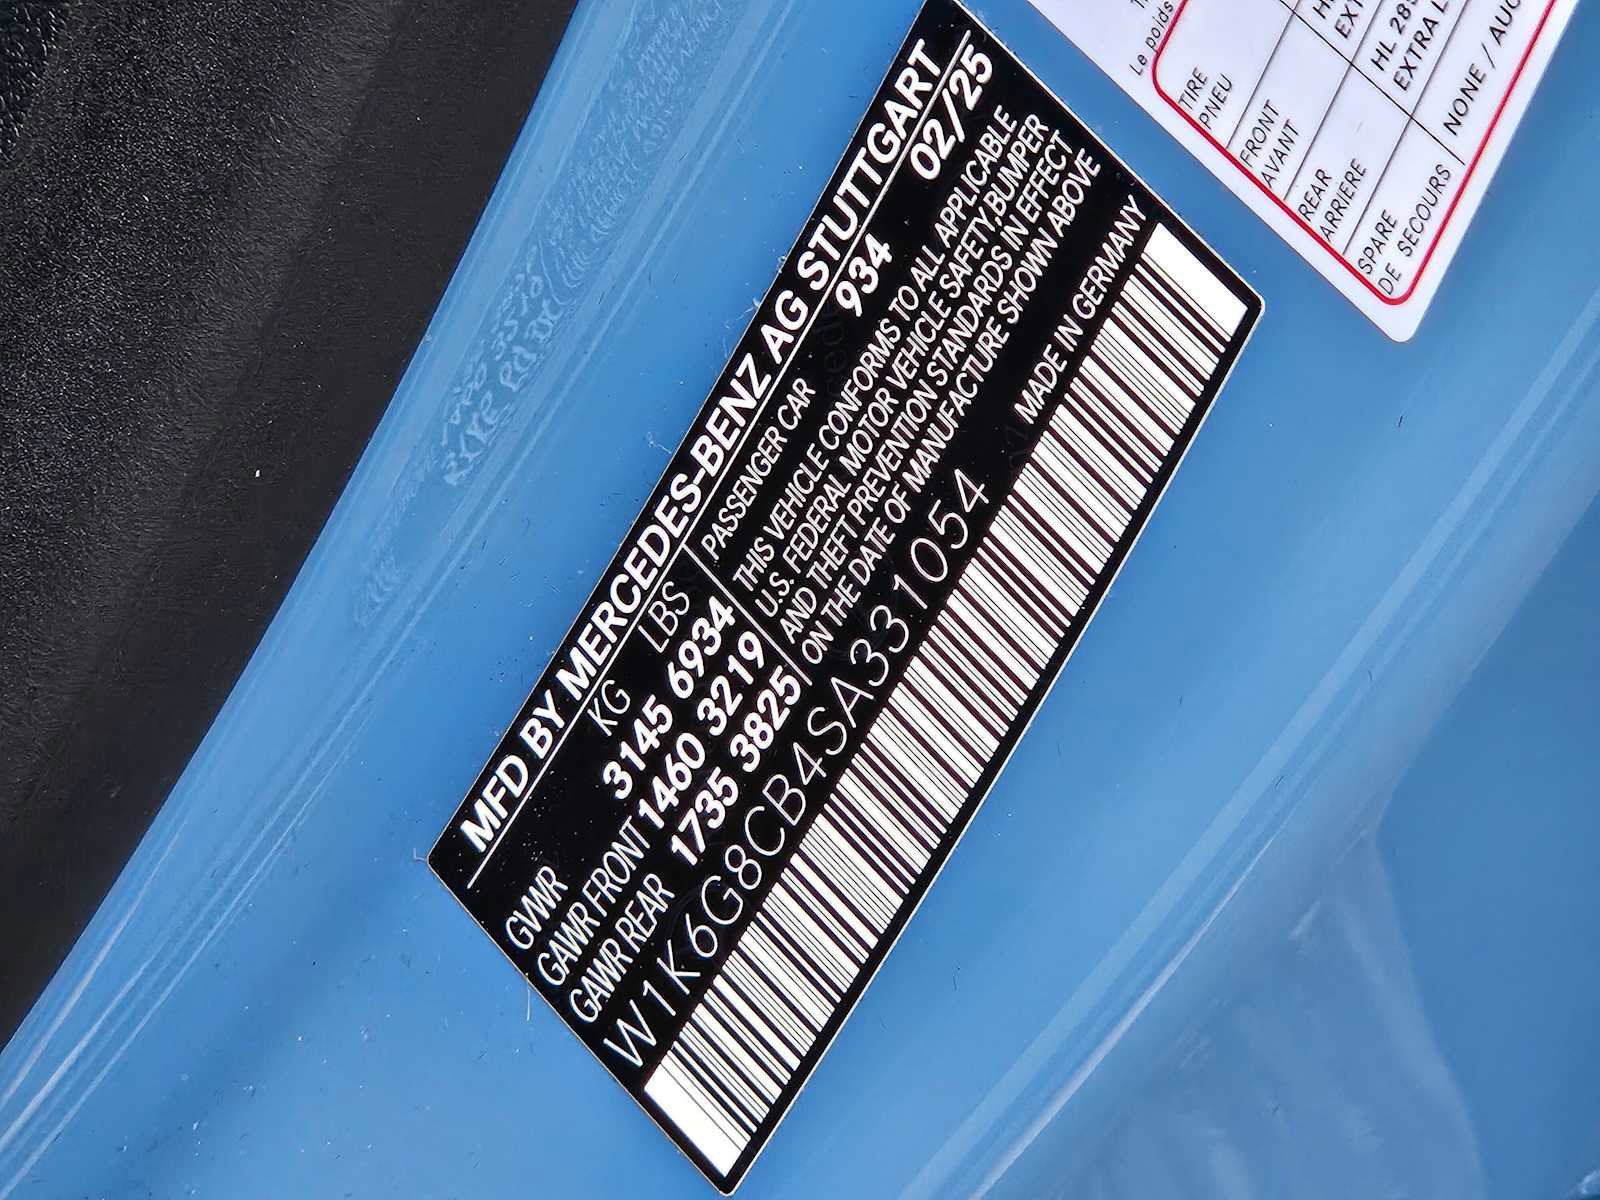 MFD BY MERCEDES-BENZ AG STUTTGART
KG LBS 934 02/25
GVWR 3145 6934
GAWR FRONT 1460 3219
GAWR REAR 1735 3825
PASSENGER CAR
THIS VEHICLE CONFORMS TO ALL APPLICABLE
U.S. FEDERAL MOTOR VEHICLE SAFETY,BUMPER
AND THEFT PREVENTION STANDARDS IN EFFECT
ON THE DATE OF MANUFACTURE SHOWN ABOVE
W1K6G8CB4SA331054
MADE IN GERMANY
Le poids
TIRE
PNEU
FRONT
AVANT
REAR
ARRIERE
HL
EXTRA
SPARE
DE SECOURS
NONE /